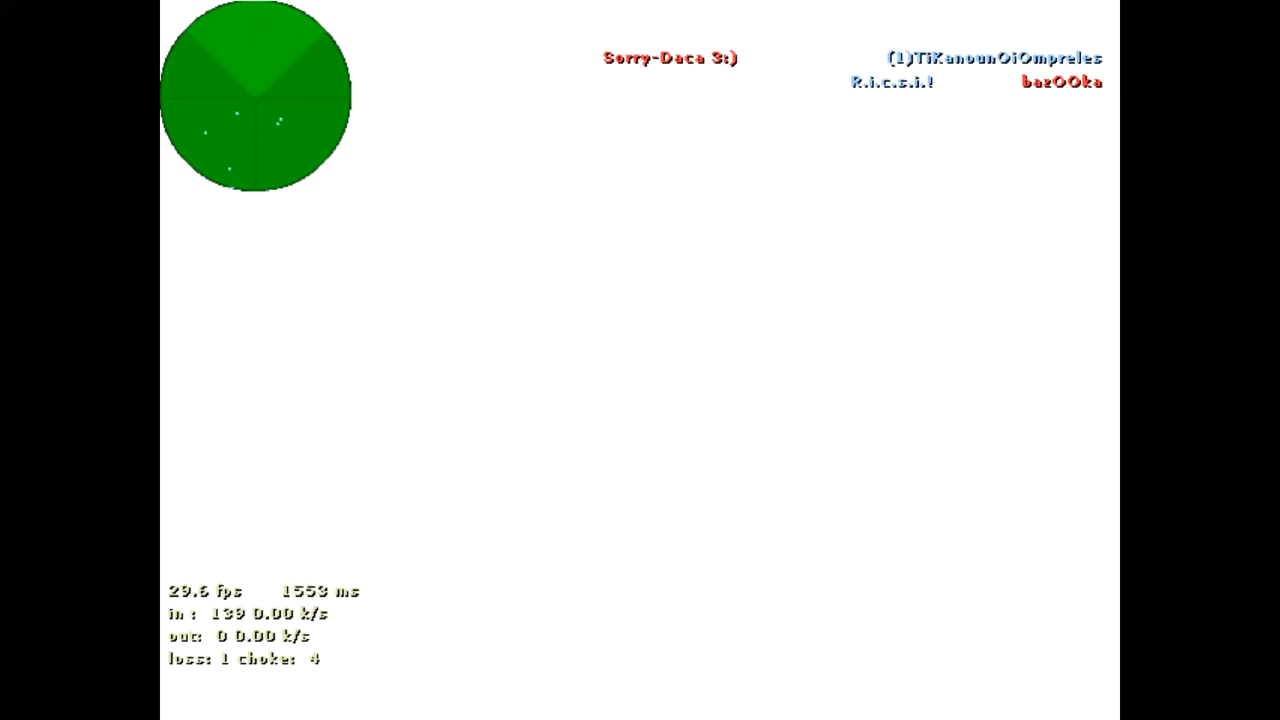 Sorry-Daca 3:) (1)TiKanounOiOmpreles
R.i.c.s.i.! bazOOka
29.6 fps 1553 ms
in : 139 0.00 k/s
out: 0 0.00 k/s
loss: 1 choke: 4